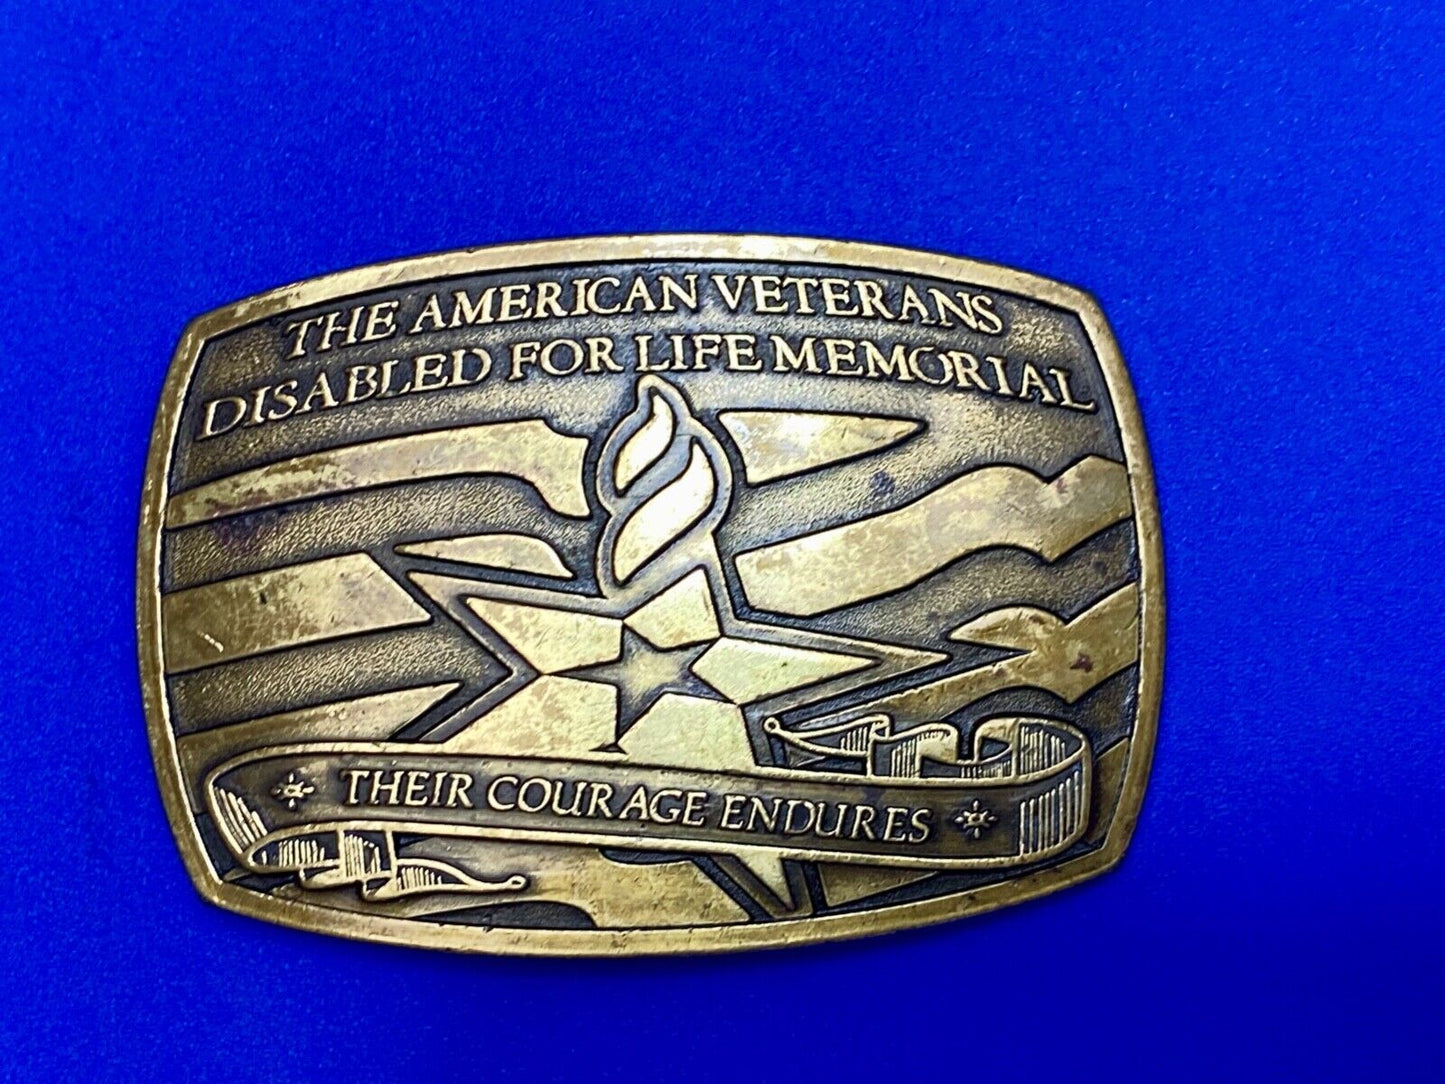 THE AMERICAN VETERANS
DISABLED FOR LIFE MEMORIAL
THEIR COURAGE ENDURES